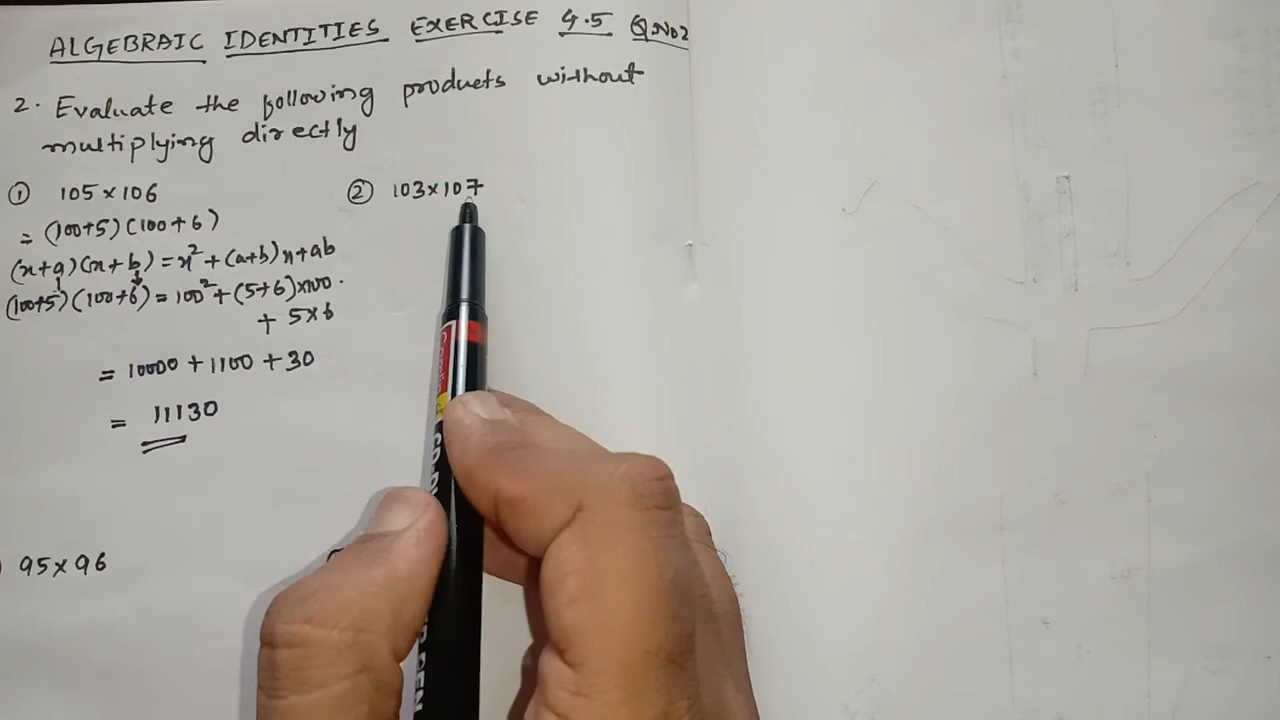 ALGEBRAIC IDENTITIES EXERCISE 4.5 Q.NO2
2. Evaluate the following products without
multiplying directly
① 105 × 106
= (100+5) (100+6)
(x+a)(x+b) = x² + (a+b)x + ab
(100+5)(100+6) = 100² + (5+6)×100.
+ 5×6
= 10000 + 1100 + 30
= 11130
② 103×107
95×96